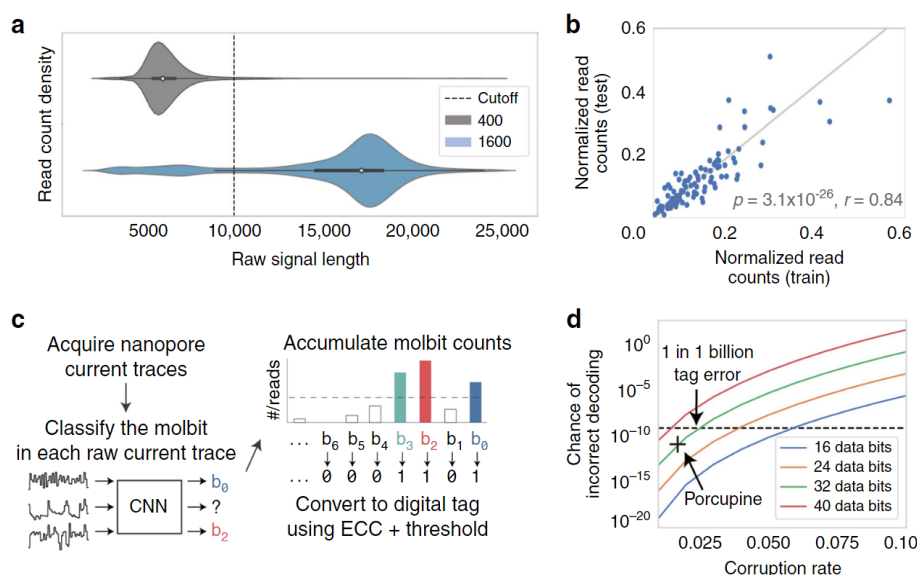 a
Read count density
Cutoff
400
1600
5000 10,000 15,000 20,000 25,000
Raw signal length
b
Normalized read
counts (test)
0.6
0.4
0.2
p = 3.1x10⁻²⁶, r = 0.84
0.0 0.2 0.4 0.6
Normalized read
counts (train)
c
Acquire nanopore
current traces
Classify the molbit
in each raw current trace
CNN
b₀
?
b₂
Accumulate molbit counts
#/reads
... b₆ b₅ b₄ b₃ b₂ b₁ b₀
... 0 0 0 1 1 0 1
Convert to digital tag
using ECC + threshold
d
Chance of
incorrect decoding
10⁰
10⁻⁵
10⁻¹⁰
10⁻¹⁵
10⁻²⁰
1 in 1 billion
tag error
Porcupine
16 data bits
24 data bits
32 data bits
40 data bits
0.025 0.050 0.075 0.10
Corruption rate